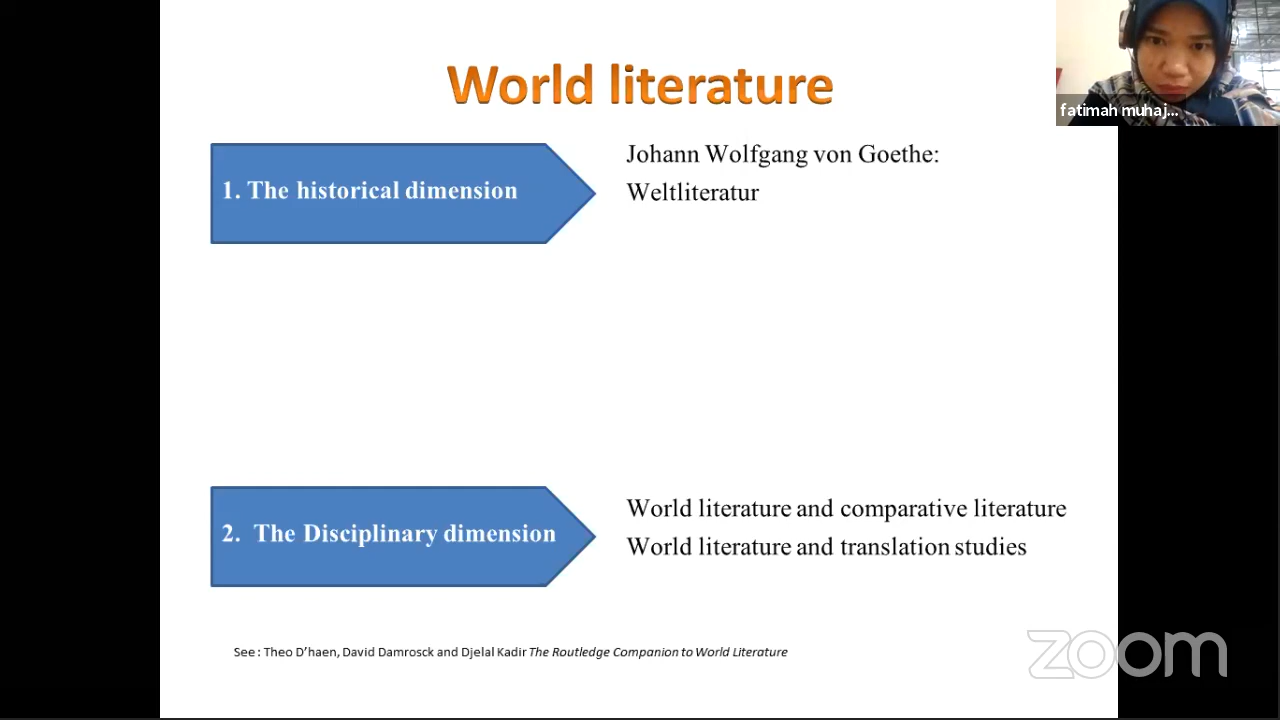 World literature
fatimah muhaj...
1. The historical dimension
Johann Wolfgang von Goethe:
Weltliteratur
2. The Disciplinary dimension
World literature and comparative literature
World literature and translation studies
See : Theo D'haen, David Damrosck and Djelal Kadir The Routledge Companion to World Literature
zoom